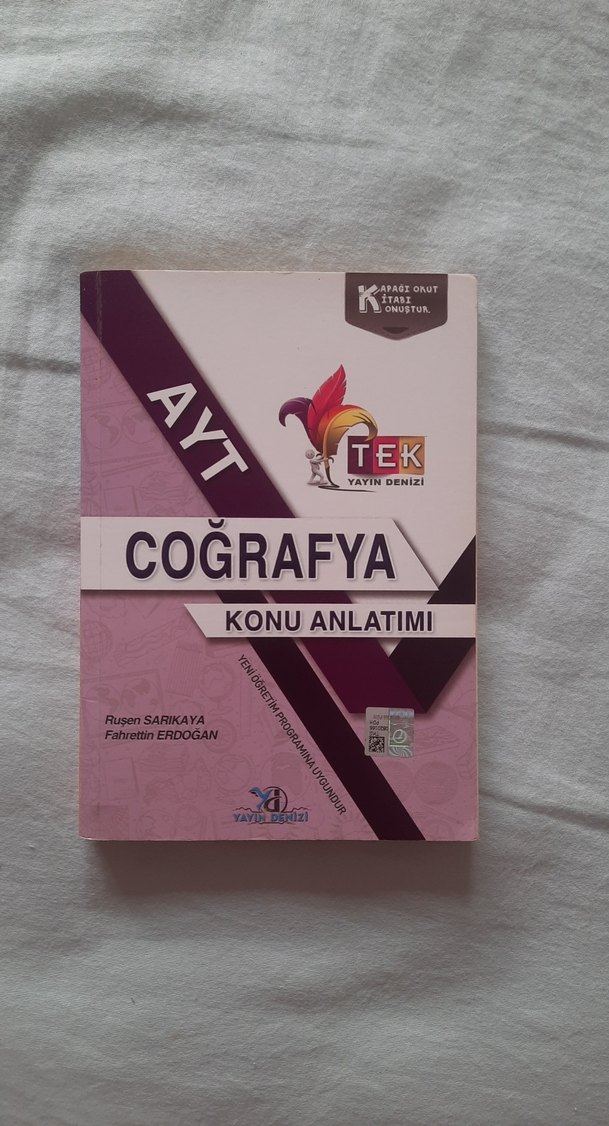 KAPAĞI OKUT
KİTABI
KONUŞTUR.
AYT
TEK
YAYIN DENİZİ
COĞRAFYA
KONU ANLATIMI
YENİ ÖĞRETİM PROGRAMINA UYGUNDUR
Ruşen SARIKAYA
Fahrettin ERDOĞAN
YAYIN DENİZİ